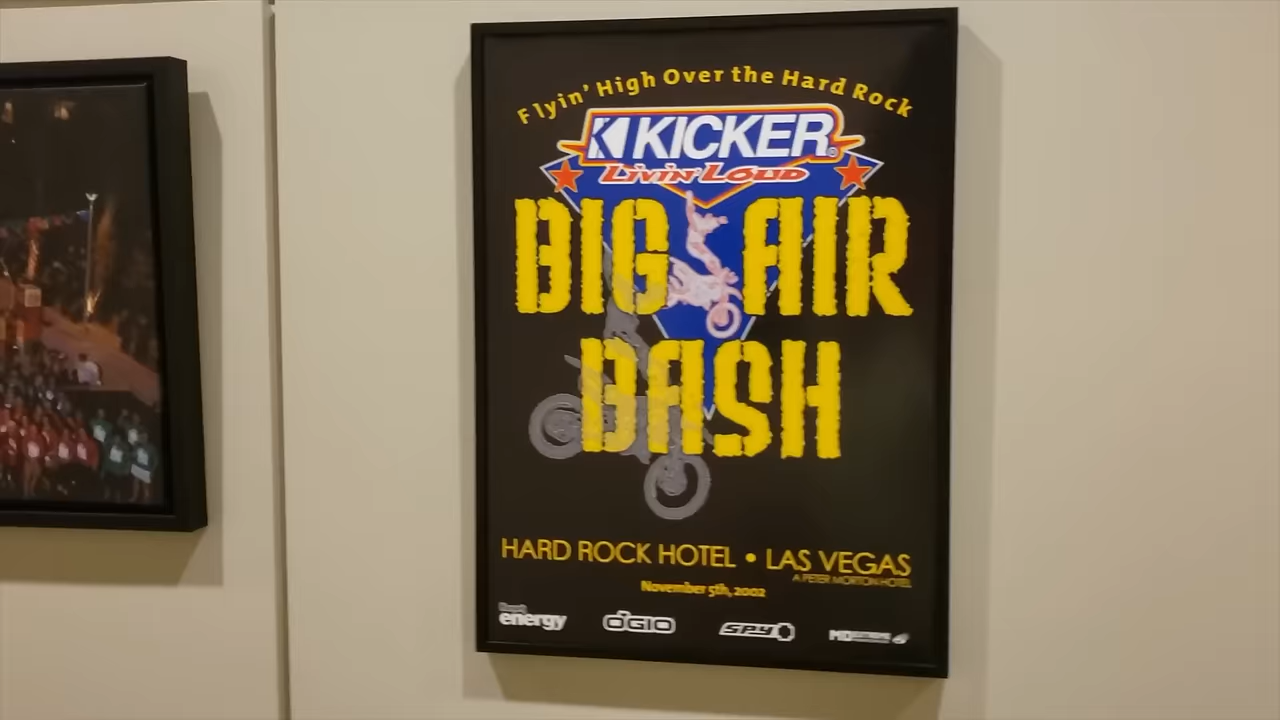 Flyin' High Over the Hard Rock
KICKER®
Livin' Loud
BIG AIR
BASH
HARD ROCK HOTEL • LAS VEGAS
A PETER MORTON HOTEL
November 5th, 2002
energy
OGIO
SPY
MD